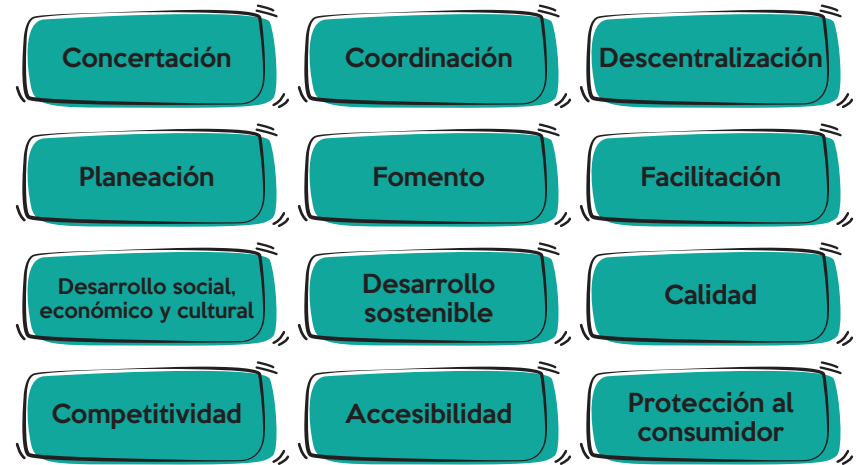 Concertación
Coordinación
Descentralización
Planeación
Fomento
Facilitación
Desarrollo social,
económico y cultural
Desarrollo
sostenible
Calidad
Competitividad
Accesibilidad
Protección al
consumidor